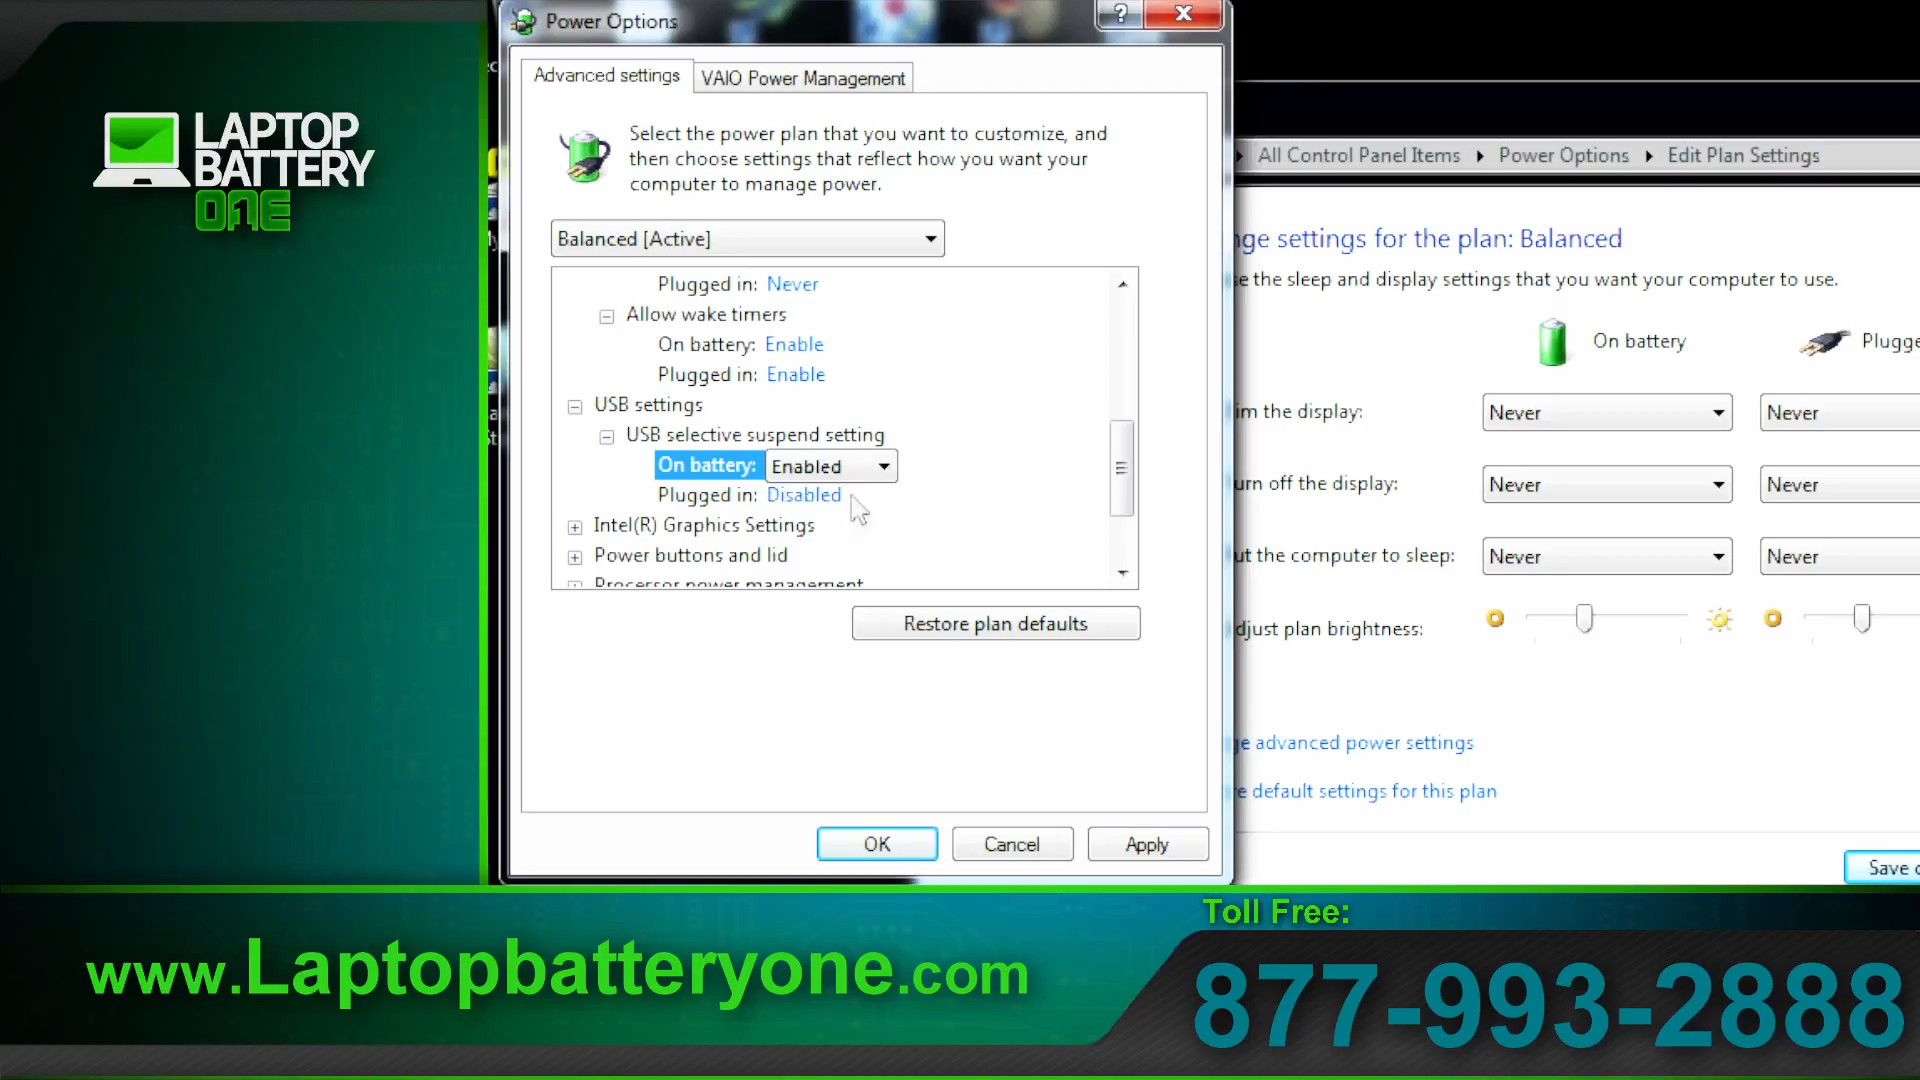 Power Options
?
Advanced settings
VAIO Power Management
Select the power plan that you want to customize, and
then choose settings that reflect how you want your
computer to manage power.
Balanced [Active]
Plugged in: Never
Allow wake timers
On battery: Enable
Plugged in: Enable
USB settings
USB selective suspend setting
On battery: Enabled
Plugged in: Disabled
Intel(R) Graphics Settings
Power buttons and lid
Processor power management
Restore plan defaults
OK
Cancel
Apply
LAPTOP
BATTERY
ONE
All Control Panel Items
Power Options
Edit Plan Settings
nge settings for the plan: Balanced
se the sleep and display settings that you want your computer to use.
On battery
Plugge
im the display:
Never
Never
urn off the display:
Never
Never
ut the computer to sleep:
Never
Never
djust plan brightness:
ge advanced power settings
re default settings for this plan
Save c
www.Laptopbatteryone.com
Toll Free:
877-993-2888